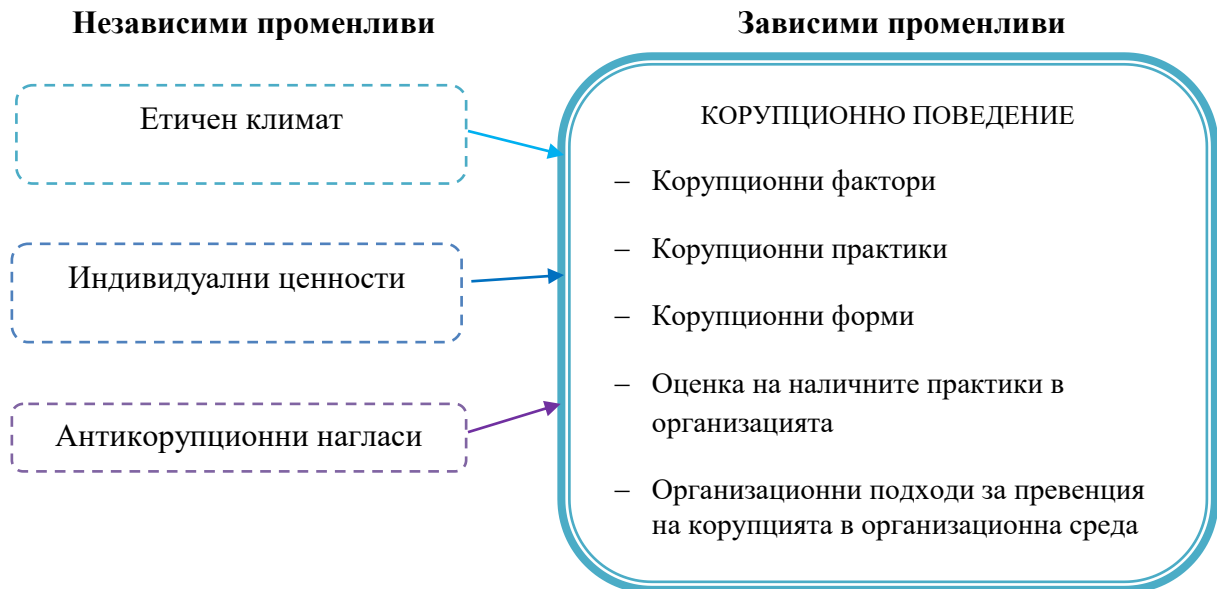 Независими променливи
Зависими променливи
Етичен климат
Индивидуални ценности
Антикорупционни нагласи
КОРУПЦИОННО ПОВЕДЕНИЕ
– Корупционни фактори
– Корупционни практики
– Корупционни форми
– Оценка на наличните практики в
организацията
– Организационни подходи за превенция
на корупцията в организационна среда